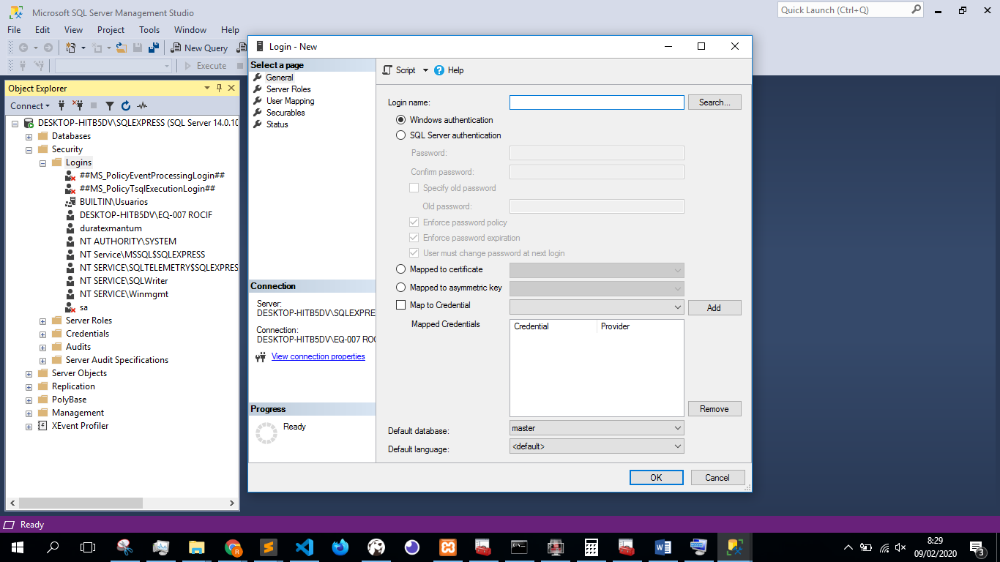 Microsoft SQL Server Management Studio
Quick Launch (Ctrl+Q)
File Edit View Project Tools Window Help
New Query
Execute
Object Explorer
Connect
DESKTOP-HITB5DV\SQLEXPRESS (SQL Server 14.0.10
Databases
Security
Logins
##MS_PolicyEventProcessingLogin##
##MS_PolicyTsqlExecutionLogin##
BUILTIN\Usuarios
DESKTOP-HITB5DV\EQ-007 ROCIF
duratexmantum
NT AUTHORITY\SYSTEM
NT Service\MSSQL$SQLEXPRESS
NT SERVICE\SQLTELEMETRY$SQLEXPRES
NT SERVICE\SQLWriter
NT SERVICE\Winmgmt
sa
Server Roles
Credentials
Audits
Server Audit Specifications
Server Objects
Replication
PolyBase
Management
XEvent Profiler
Login - New
Select a page
General
Server Roles
User Mapping
Securables
Status
Connection
Server:
DESKTOP-HITB5DV\SQLEXPRE
Connection:
DESKTOP-HITB5DV\EQ-007 ROC
View connection properties
Progress
Ready
Script Help
Login name: Search...
Windows authentication
SQL Server authentication
Password:
Confirm password:
Specify old password
Old password:
Enforce password policy
Enforce password expiration
User must change password at next login
Mapped to certificate
Mapped to asymmetric key
Map to Credential Add
Mapped Credentials Credential Provider
Remove
Default database: master
Default language: <default>
OK Cancel
Ready
8:29
09/02/2020
3